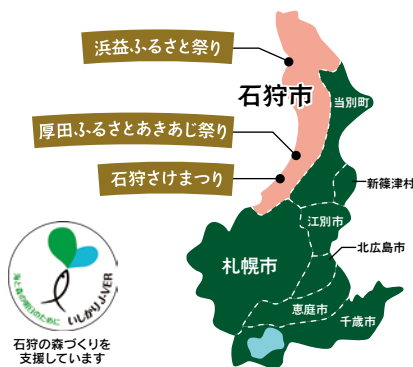 浜益ふるさと祭り
石狩市
当別町
厚田ふるさとあきあじ祭り
石狩さけまつり
新篠津村
江別市
北広島市
札幌市
恵庭市
千歳市
海と森の明日のために
いしかりJ-VER
石狩の森づくりを
支援しています